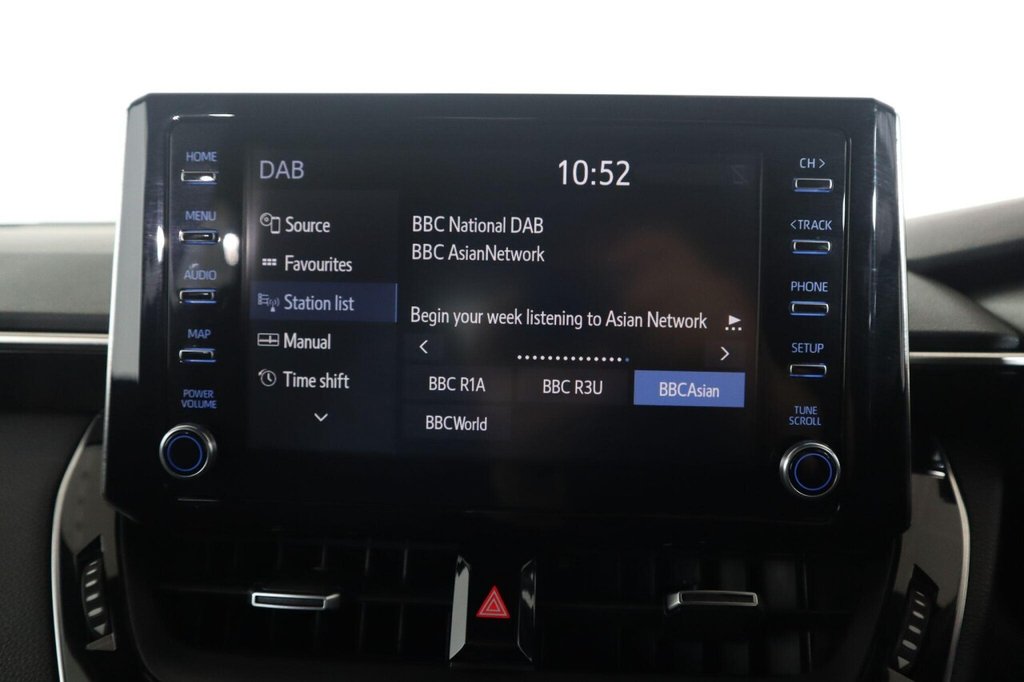 HOME
MENU
AUDIO
MAP
POWER
VOLUME
DAB
10:52
Source
Favourites
Station list
Manual
Time shift
BBC National DAB
BBC AsianNetwork
Begin your week listening to Asian Network
BBC R1A
BBC R3U
BBCAsian
BBCWorld
CH >
<TRACK
PHONE
SETUP
TUNE
SCROLL